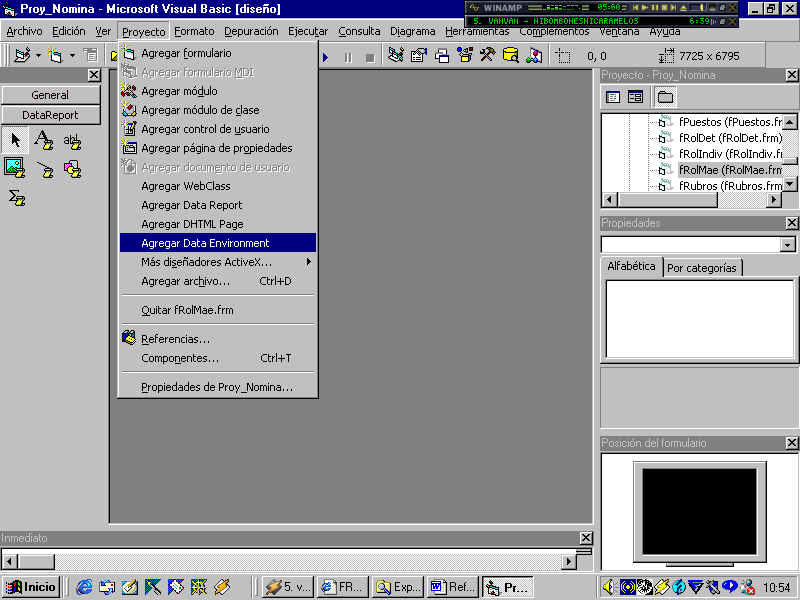 Proy_Nomina - Microsoft Visual Basic [diseño]
WINAMP 05:00
5. VAHVAN - NIBOMBONESNICARAMELOS 6:39
Archivo Edición Ver Proyecto Formato Depuración Ejecutar Consulta Diagrama Herramientas Complementos Ventana Ayuda
0, 0 7725 x 6795
General
DataReport
Agregar formulario
Agregar formulario MDI
Agregar módulo
Agregar módulo de clase
Agregar control de usuario
Agregar página de propiedades
Agregar documento de usuario
Agregar WebClass
Agregar Data Report
Agregar DHTML Page
Agregar Data Environment
Más diseñadores ActiveX...
Agregar archivo... Ctrl+D
Quitar fRolMae.frm
Referencias...
Componentes... Ctrl+T
Propiedades de Proy_Nomina...
Proyecto - Proy_Nomina
fPuestos (fPuestos.fr
fRolDet (fRolDet.frm)
fRolIndiv (fRolIndiv.f
fRolMae (fRolMae.frm
fRubros (fRubros.frm
Propiedades
Alfabética Por categorías
Posición del formulario
Inmediato
Inicio 5. v... FR... Exp... Ref... Pr... 10:54